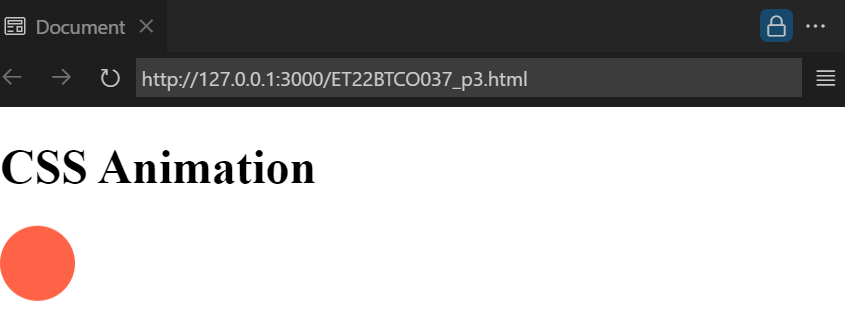 Document
http://127.0.0.1:3000/ET22BTCO037_p3.html
CSS Animation